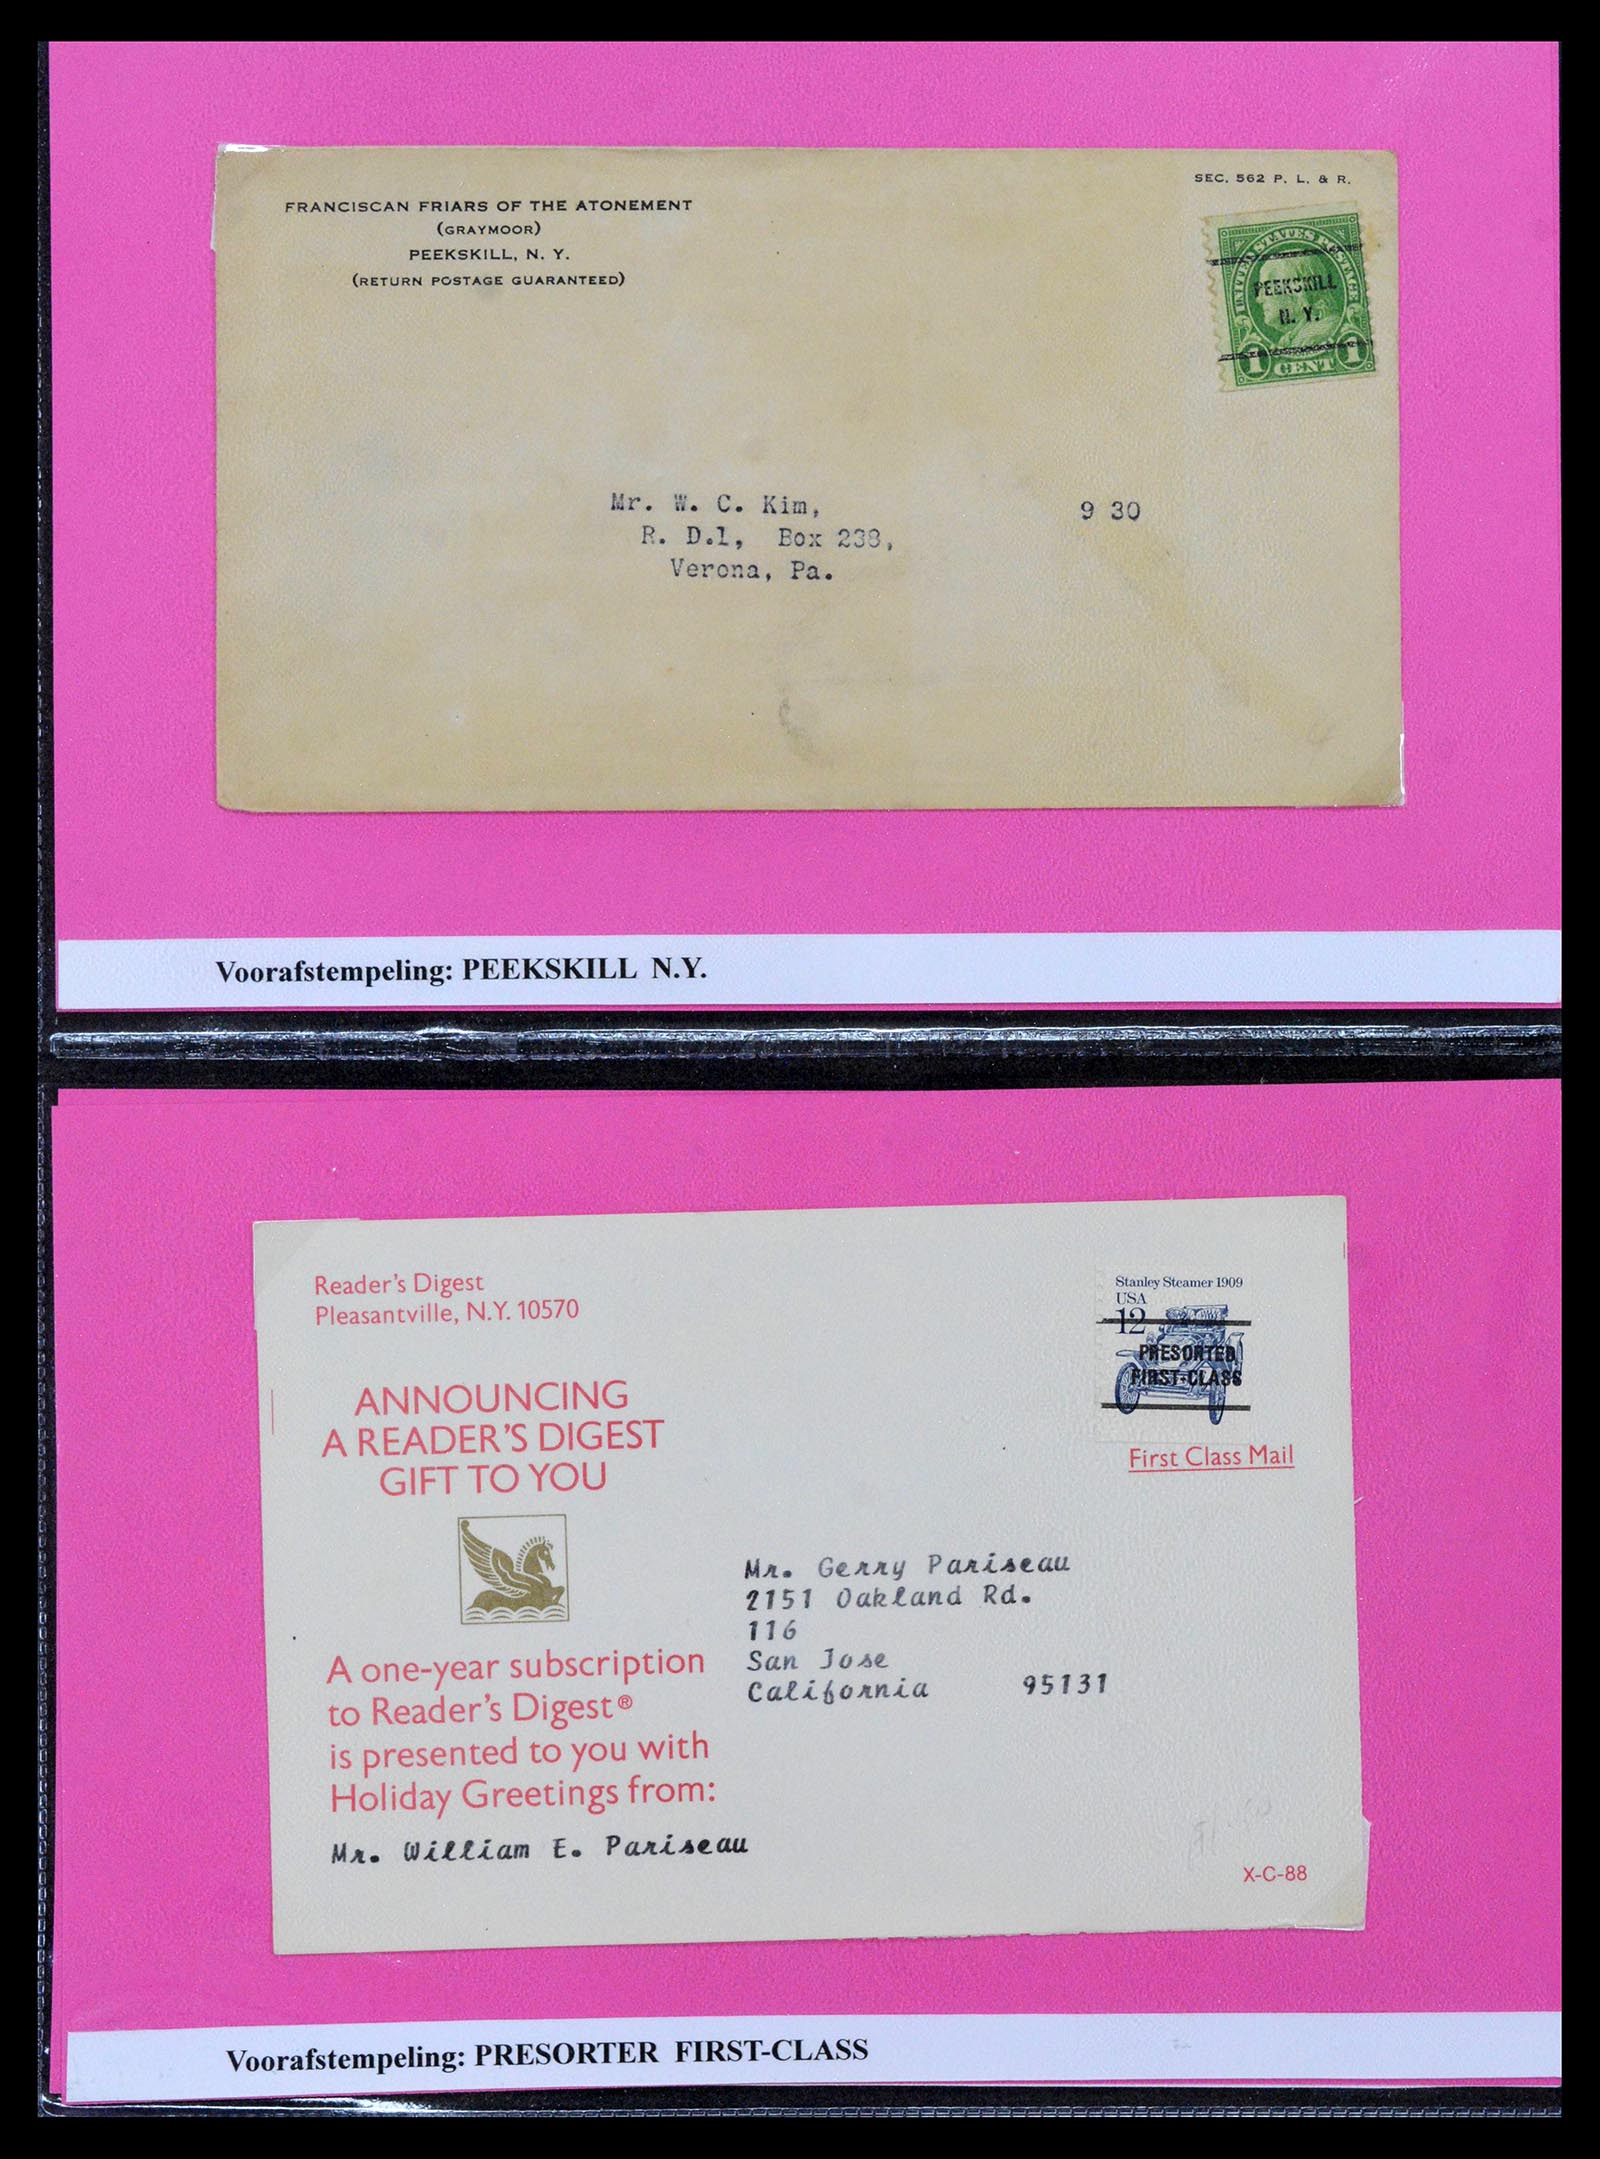 FRANCISCAN FRIARS OF THE ATONEMENT
(GRAYMOOR)
PEEKSKILL, N. Y.
(RETURN POSTAGE GUARANTEED)
SEC. 562 P. L. & R.
UNITED STATES POSTAGE
PEEKSKILL
N. Y.
1 CENT 1
Mr. W. C. Kim,
9 30
R. D.1, Box 238,
Verona, Pa.
Voorafstempeling: PEEKSKILL N.Y.
Reader's Digest
Pleasantville, N.Y. 10570
Stanley Steamer 1909
USA
12
PRESORTED
FIRST-CLASS
First Class Mail
ANNOUNCING
A READER'S DIGEST
GIFT TO YOU
Mr. Gerry Pariseau
2151 Oakland Rd.
116
San Jose
California 95131
A one-year subscription
to Reader's Digest®
is presented to you with
Holiday Greetings from:
Mr. William E. Pariseau
X-C-88
Voorafstempeling: PRESORTER FIRST-CLASS